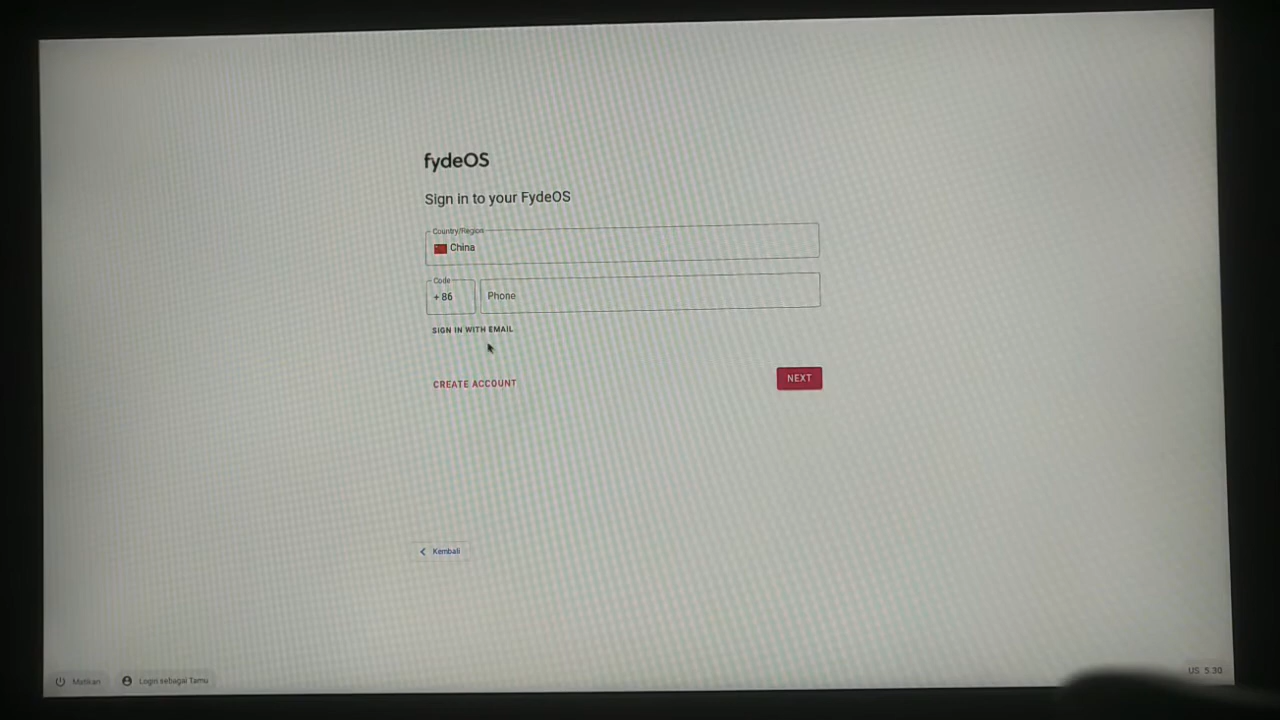 fydeOS
Sign in to your FydeOS
Country/Region
China
Code
+ 86
Phone
SIGN IN WITH EMAIL
CREATE ACCOUNT
NEXT
Kembali
Matikan
Login sebagai Tamu
US 5.30